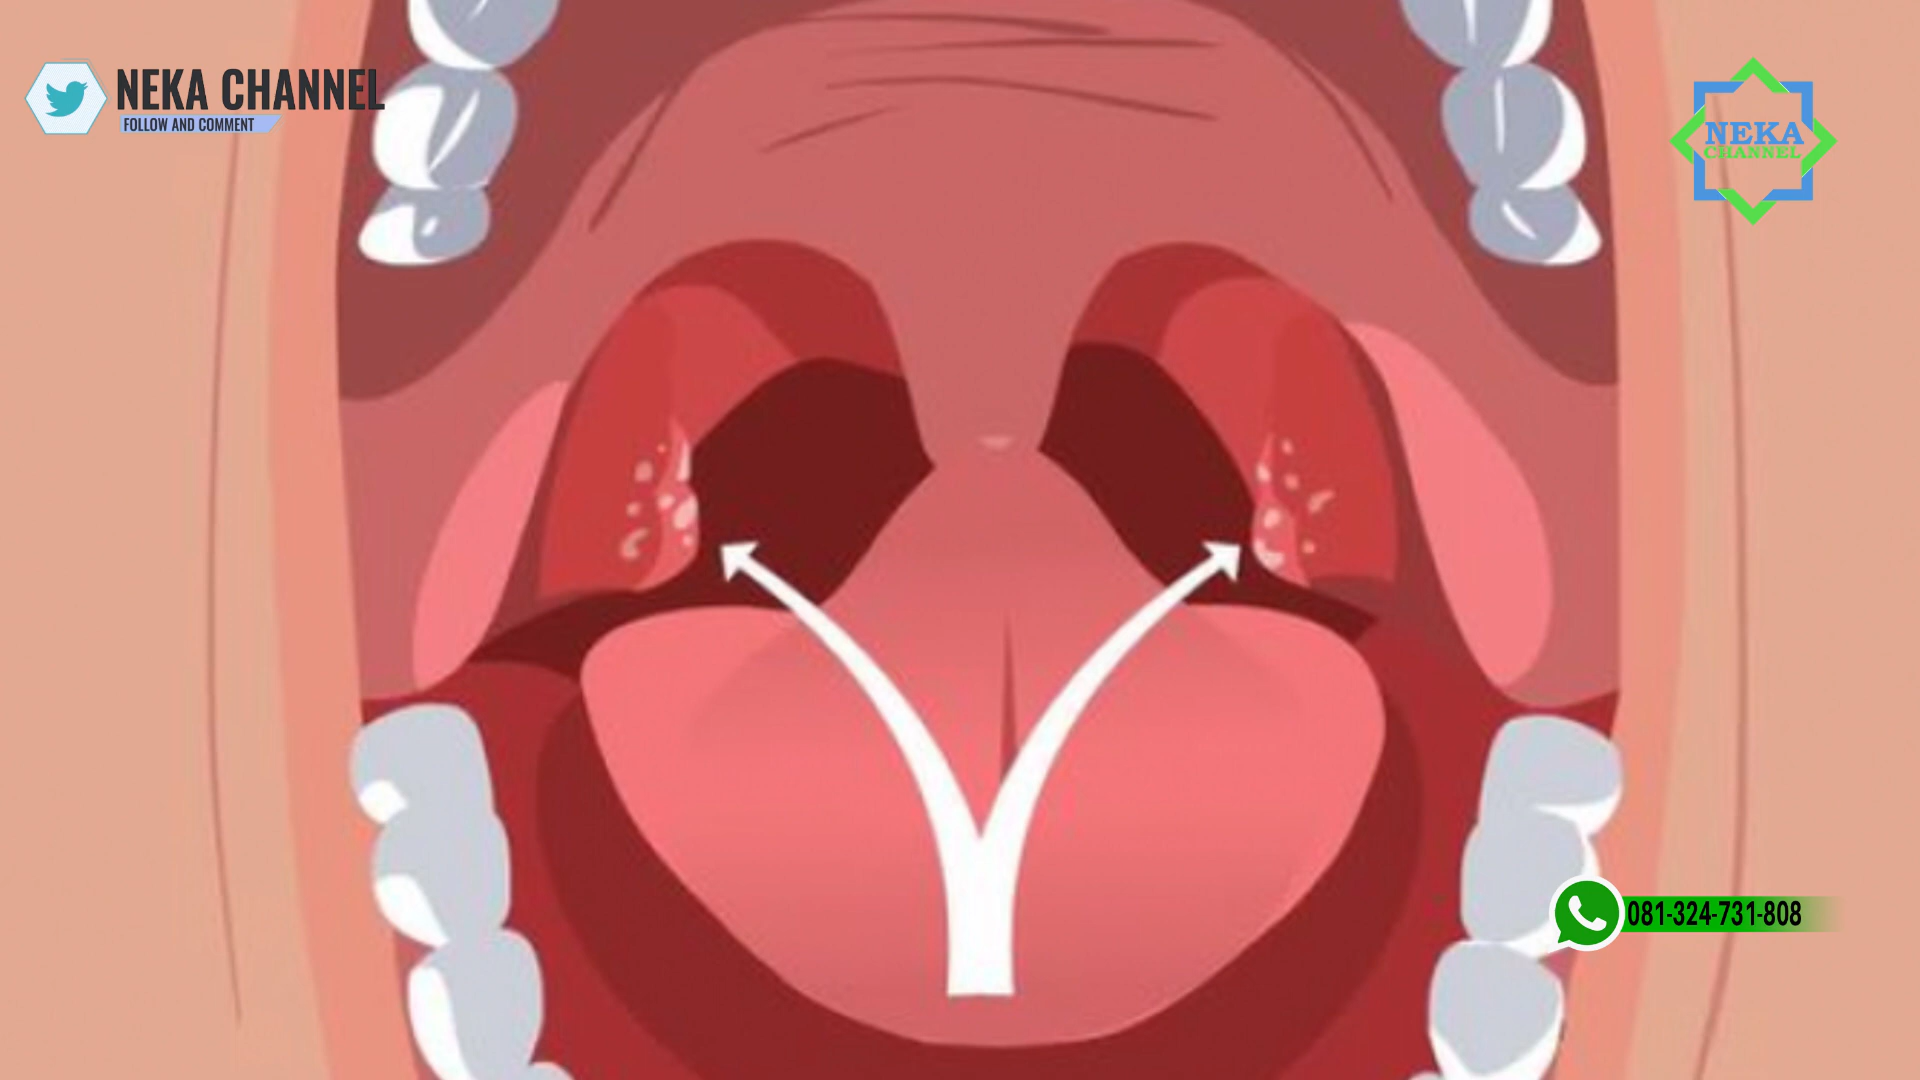 NEKA CHANNEL
FOLLOW AND COMMENT
NEKA
CHANNEL
081-324-731-808